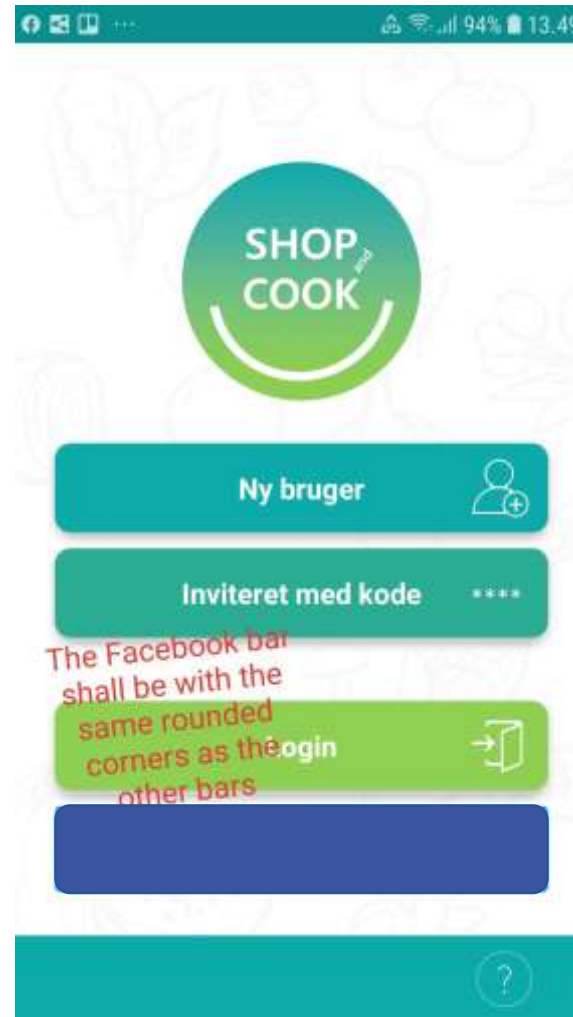 94% 13.49
SHOP
and
COOK
Ny bruger
Inviteret med kode ****
The Facebook bar
shall be with the
same rounded
corners as the
other bars
Login
?